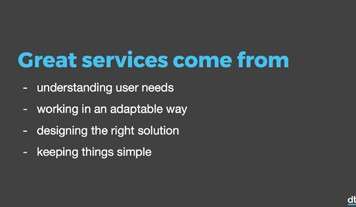 Great services come from
- understanding user needs
- working in an adaptable way
- designing the right solution
- keeping things simple